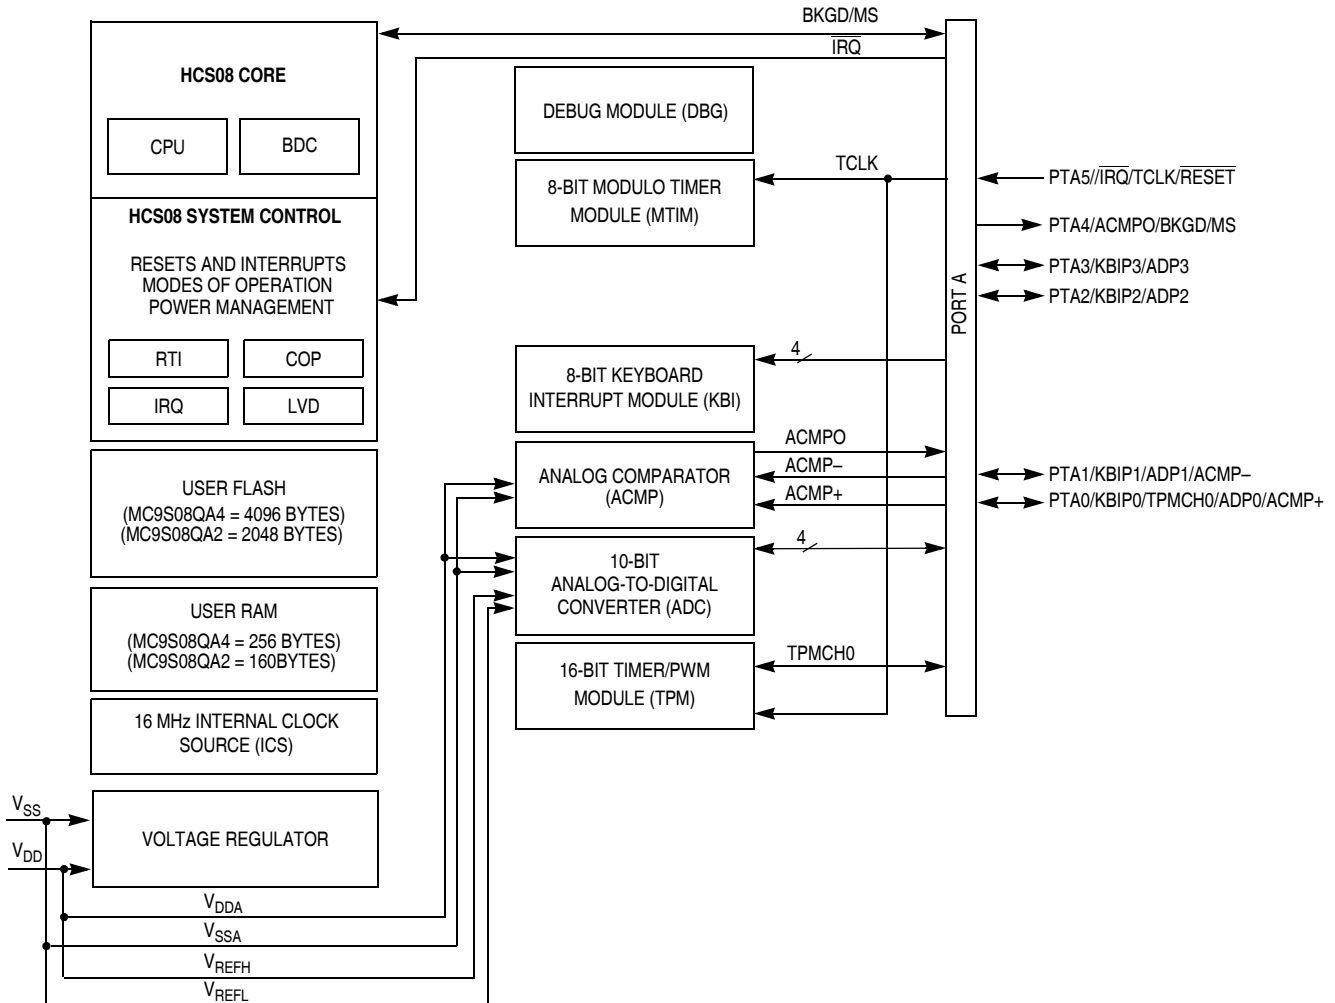 BKGD/MS
IRQ
HCS08 CORE
CPU
BDC
DEBUG MODULE (DBG)
TCLK
8-BIT MODULO TIMER
MODULE (MTIM)
PTA5//IRQ/TCLK/RESET
PTA4/ACMPO/BKGD/MS
PTA3/KBIP3/ADP3
PTA2/KBIP2/ADP2
PORT A
HCS08 SYSTEM CONTROL
RESETS AND INTERRUPTS
MODES OF OPERATION
POWER MANAGEMENT
RTI
COP
IRQ
LVD
4
8-BIT KEYBOARD
INTERRUPT MODULE (KBI)
ACMPO
ACMP–
ACMP+
ANALOG COMPARATOR
(ACMP)
PTA1/KBIP1/ADP1/ACMP–
PTA0/KBIP0/TPMCH0/ADP0/ACMP+
USER FLASH
(MC9S08QA4 = 4096 BYTES)
(MC9S08QA2 = 2048 BYTES)
4
10-BIT
ANALOG-TO-DIGITAL
CONVERTER (ADC)
USER RAM
(MC9S08QA4 = 256 BYTES)
(MC9S08QA2 = 160BYTES)
TPMCH0
16-BIT TIMER/PWM
MODULE (TPM)
16 MHz INTERNAL CLOCK
SOURCE (ICS)
VSS
VDD
VOLTAGE REGULATOR
VDDA
VSSA
VREFH
VREFL